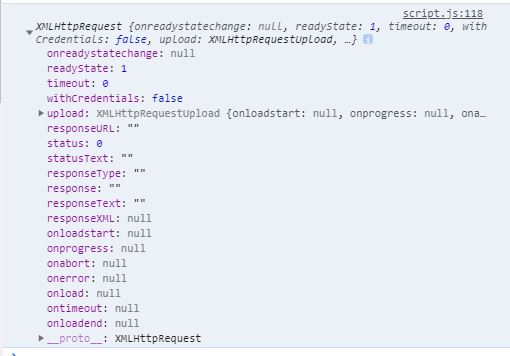 script.js:118
XMLHttpRequest {onreadystatechange: null, readyState: 1, timeout: 0, with
Credentials: false, upload: XMLHttpRequestUpload, …} i
onreadystatechange: null
readyState: 1
timeout: 0
withCredentials: false
upload: XMLHttpRequestUpload {onloadstart: null, onprogress: null, ona…
responseURL: ""
status: 0
statusText: ""
responseType: ""
response: ""
responseText: ""
responseXML: null
onloadstart: null
onprogress: null
onabort: null
onerror: null
onload: null
ontimeout: null
onloadend: null
__proto__: XMLHttpRequest